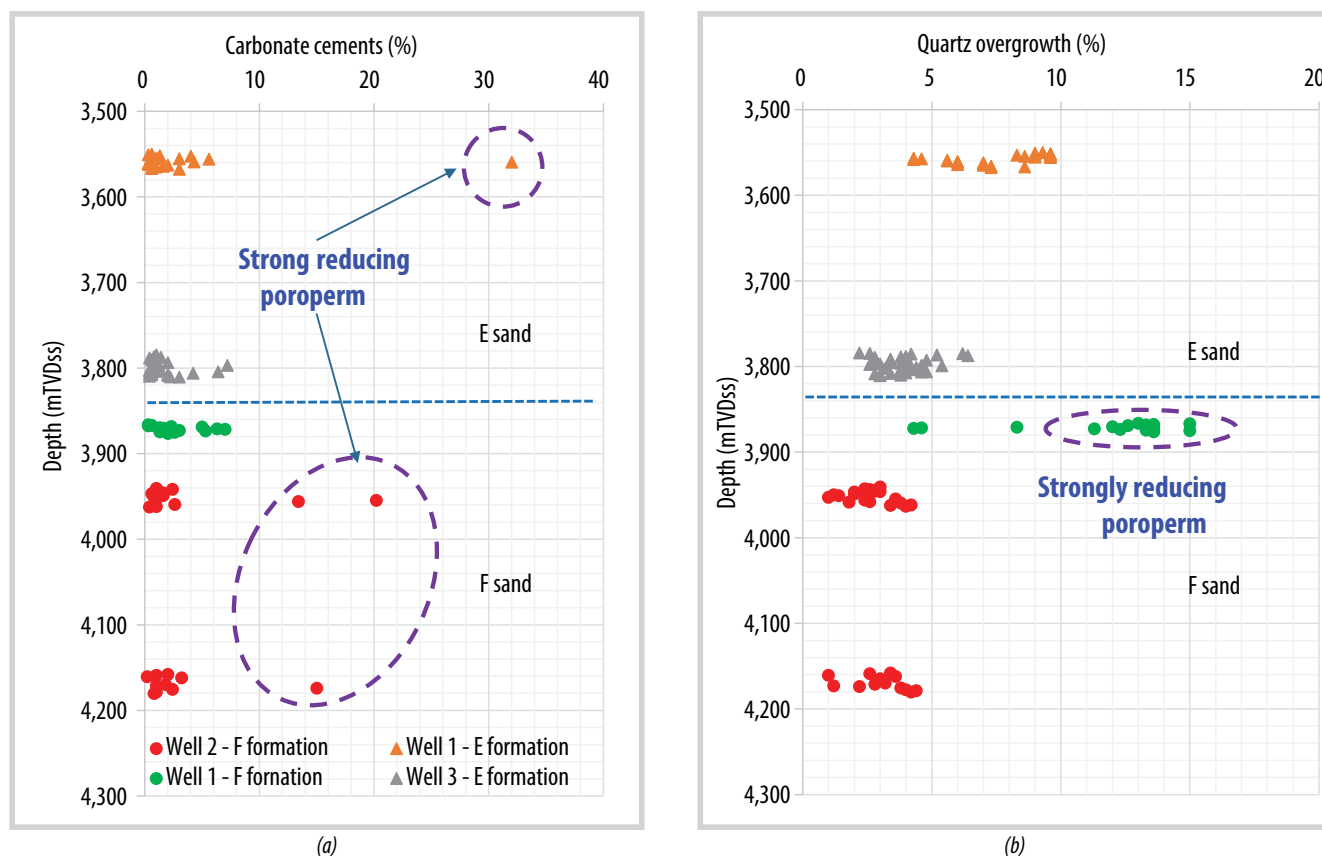 Carbonate cements (%)
0 10 20 30 40
3,500
3,600
3,700
3,800
3,900
4,000
4,100
4,200
4,300
Depth (mTVDss)
Strong reducing
poroperm
E sand
F sand
Well 2 - F formation
Well 1 - E formation
Well 1 - F formation
Well 3 - E formation
(a)
Quartz overgrowth (%)
0 5 10 15 20
3,500
3,600
3,700
3,800
3,900
4,000
4,100
4,200
4,300
Depth (mTVDss)
E sand
Strongly reducing
poroperm
F sand
(b)